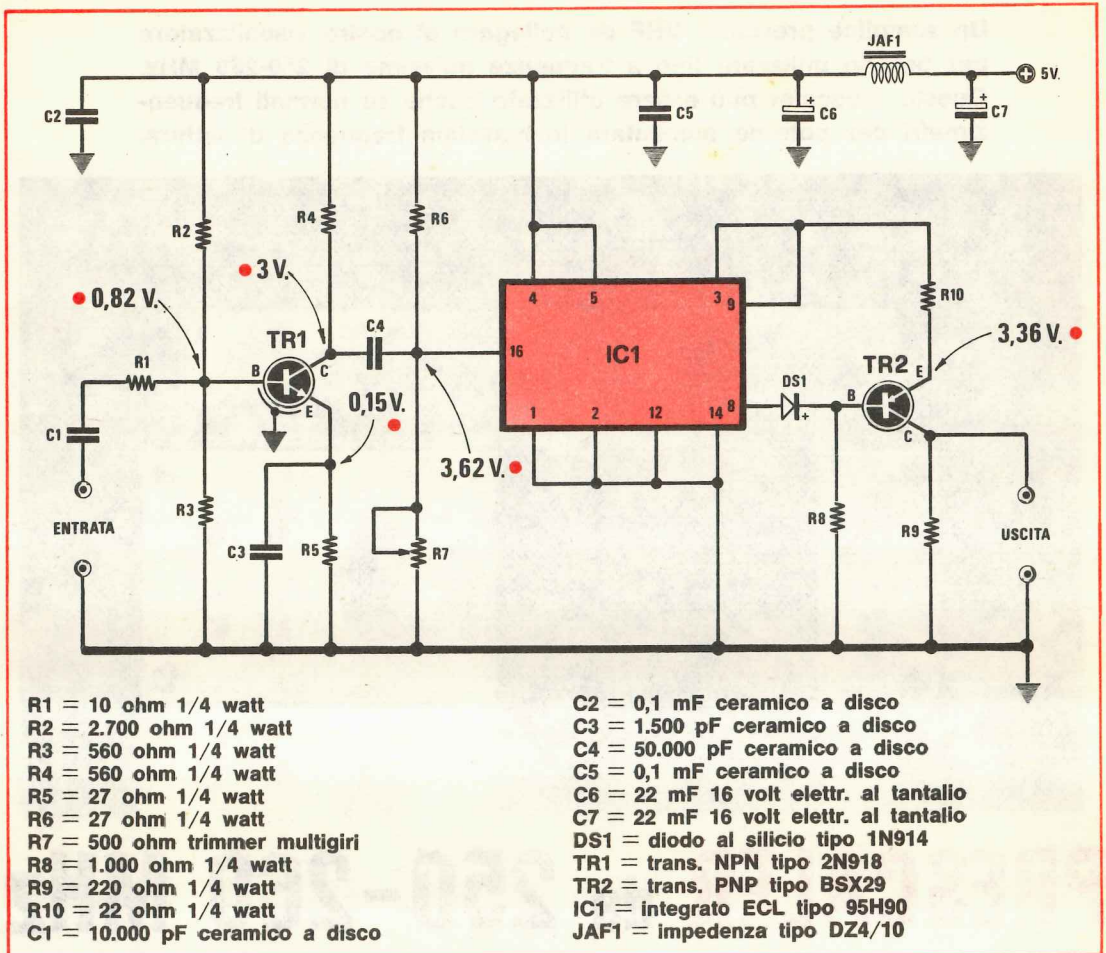 JAF1
5V.
C2
C5
C6
+
C7
+
R2
R4
R6
3 V.
0,82 V.
TR1
C4
4
5
3
9
R10
R1
B
C
E
16
IC1
3,36 V.
TR2
E
B
C
DS1
+
8
C1
0,15 V.
1
2
12
14
3,62 V.
ENTRATA
R3
C3
R5
R7
R8
R9
USCITA
R1 = 10 ohm 1/4 watt
R2 = 2.700 ohm 1/4 watt
R3 = 560 ohm 1/4 watt
R4 = 560 ohm 1/4 watt
R5 = 27 ohm 1/4 watt
R6 = 27 ohm 1/4 watt
R7 = 500 ohm trimmer multigiri
R8 = 1.000 ohm 1/4 watt
R9 = 220 ohm 1/4 watt
R10 = 22 ohm 1/4 watt
C1 = 10.000 pF ceramico a disco
C2 = 0,1 mF ceramico a disco
C3 = 1.500 pF ceramico a disco
C4 = 50.000 pF ceramico a disco
C5 = 0,1 mF ceramico a disco
C6 = 22 mF 16 volt elettr. al tantalio
C7 = 22 mF 16 volt elettr. al tantalio
DS1 = diodo al silicio tipo 1N914
TR1 = trans. NPN tipo 2N918
TR2 = trans. PNP tipo BSX29
IC1 = integrato ECL tipo 95H90
JAF1 = impedenza tipo DZ4/10